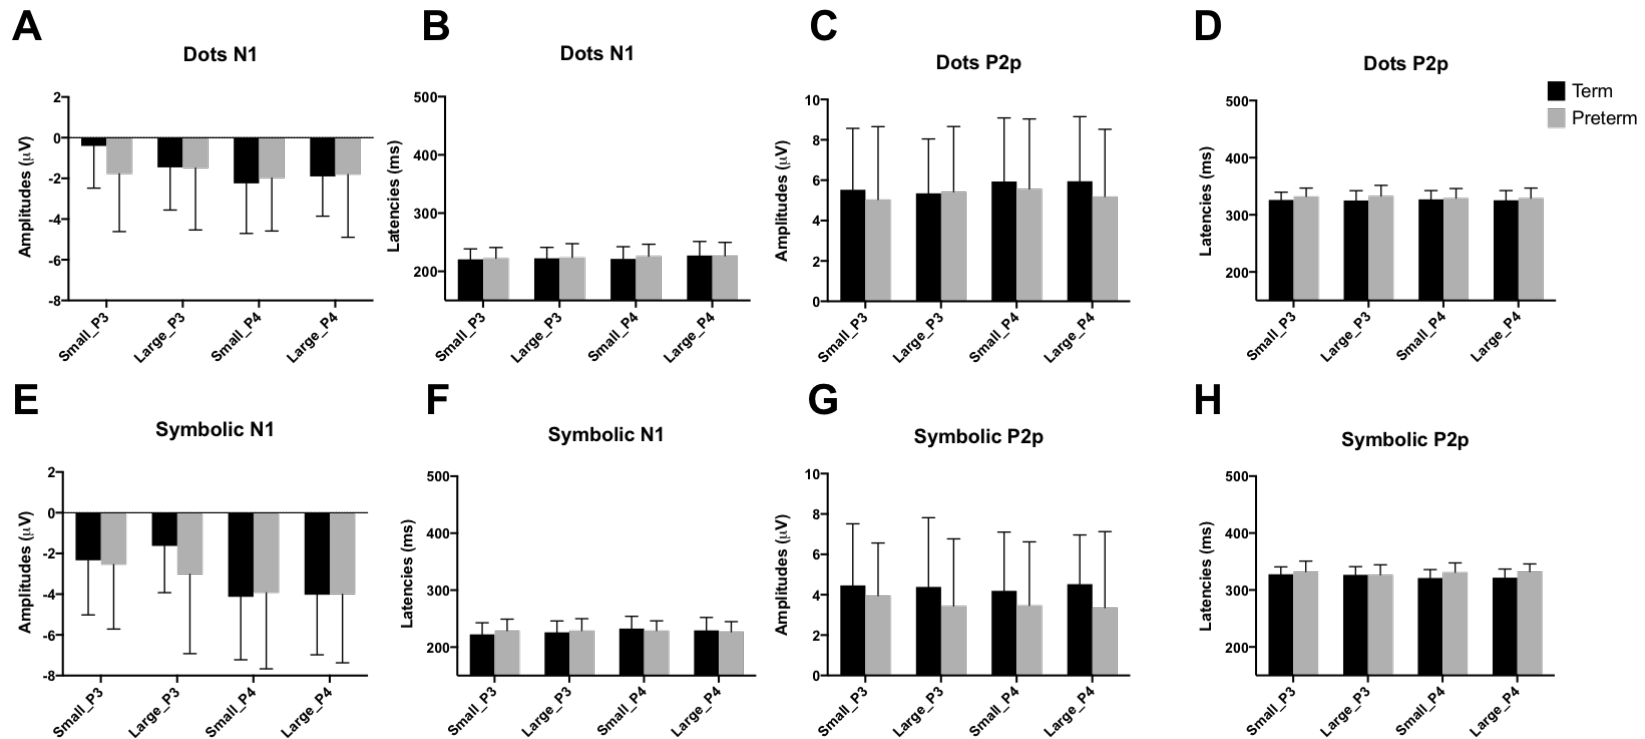 A
Dots N1
Amplitudes (µV)
2
0
-2
-4
-6
-8
Small_P3
Large_P3
Small_P4
Large_P4
B
Dots N1
Latencies (ms)
500
400
300
200
Small_P3
Large_P3
Small_P4
Large_P4
C
Dots P2p
Amplitudes (µV)
10
8
6
4
2
0
Small_P3
Large_P3
Small_P4
Large_P4
D
Dots P2p
Latencies (ms)
500
400
300
200
Small_P3
Large_P3
Small_P4
Large_P4
Term
Preterm
E
Symbolic N1
Amplitudes (µV)
2
0
-2
-4
-6
-8
Small_P3
Large_P3
Small_P4
Large_P4
F
Symbolic N1
Latencies (ms)
500
400
300
200
Small_P3
Large_P3
Small_P4
Large_P4
G
Symbolic P2p
Amplitudes (µV)
10
8
6
4
2
0
Small_P3
Large_P3
Small_P4
Large_P4
H
Symbolic P2p
Latencies (ms)
500
400
300
200
Small_P3
Large_P3
Small_P4
Large_P4